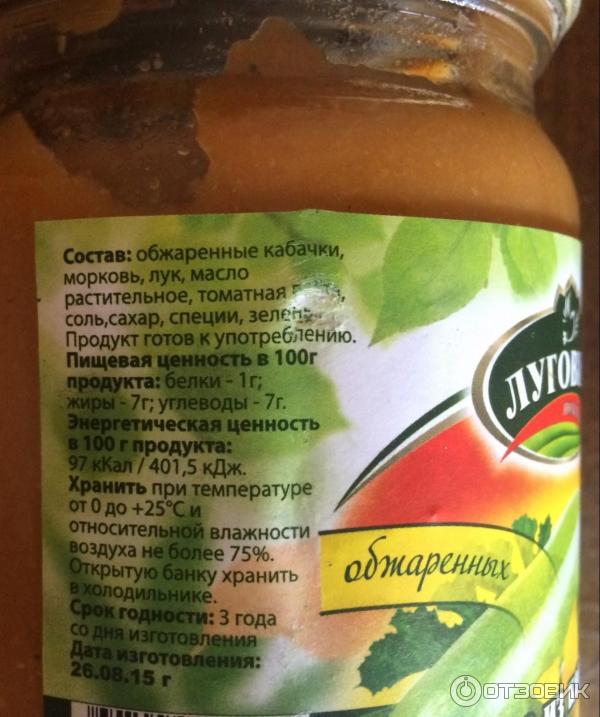 Состав: обжаренные кабачки,
морковь, лук, масло
растительное, томатная
соль,сахар, специи,
Продукт готов к употреблению.
Пищевая ценность в 100г
продукта: белки - 1г;
жиры - 7г; углеводы - 7г.
Энергетическая ценность
в 100 г продукта:
97 кКал / 401,5 кДж.
Хранить при температуре
от 0 до +25°С и
относительной влажности
воздуха не более 75%.
Открытую банку хранить
в холодильнике.
Срок годности: 3 года
со дня изготовления
Дата изготовления:
26.08.15 г
ЛУГОВ
обжаренных
ИЗ
ОТЗОВИК